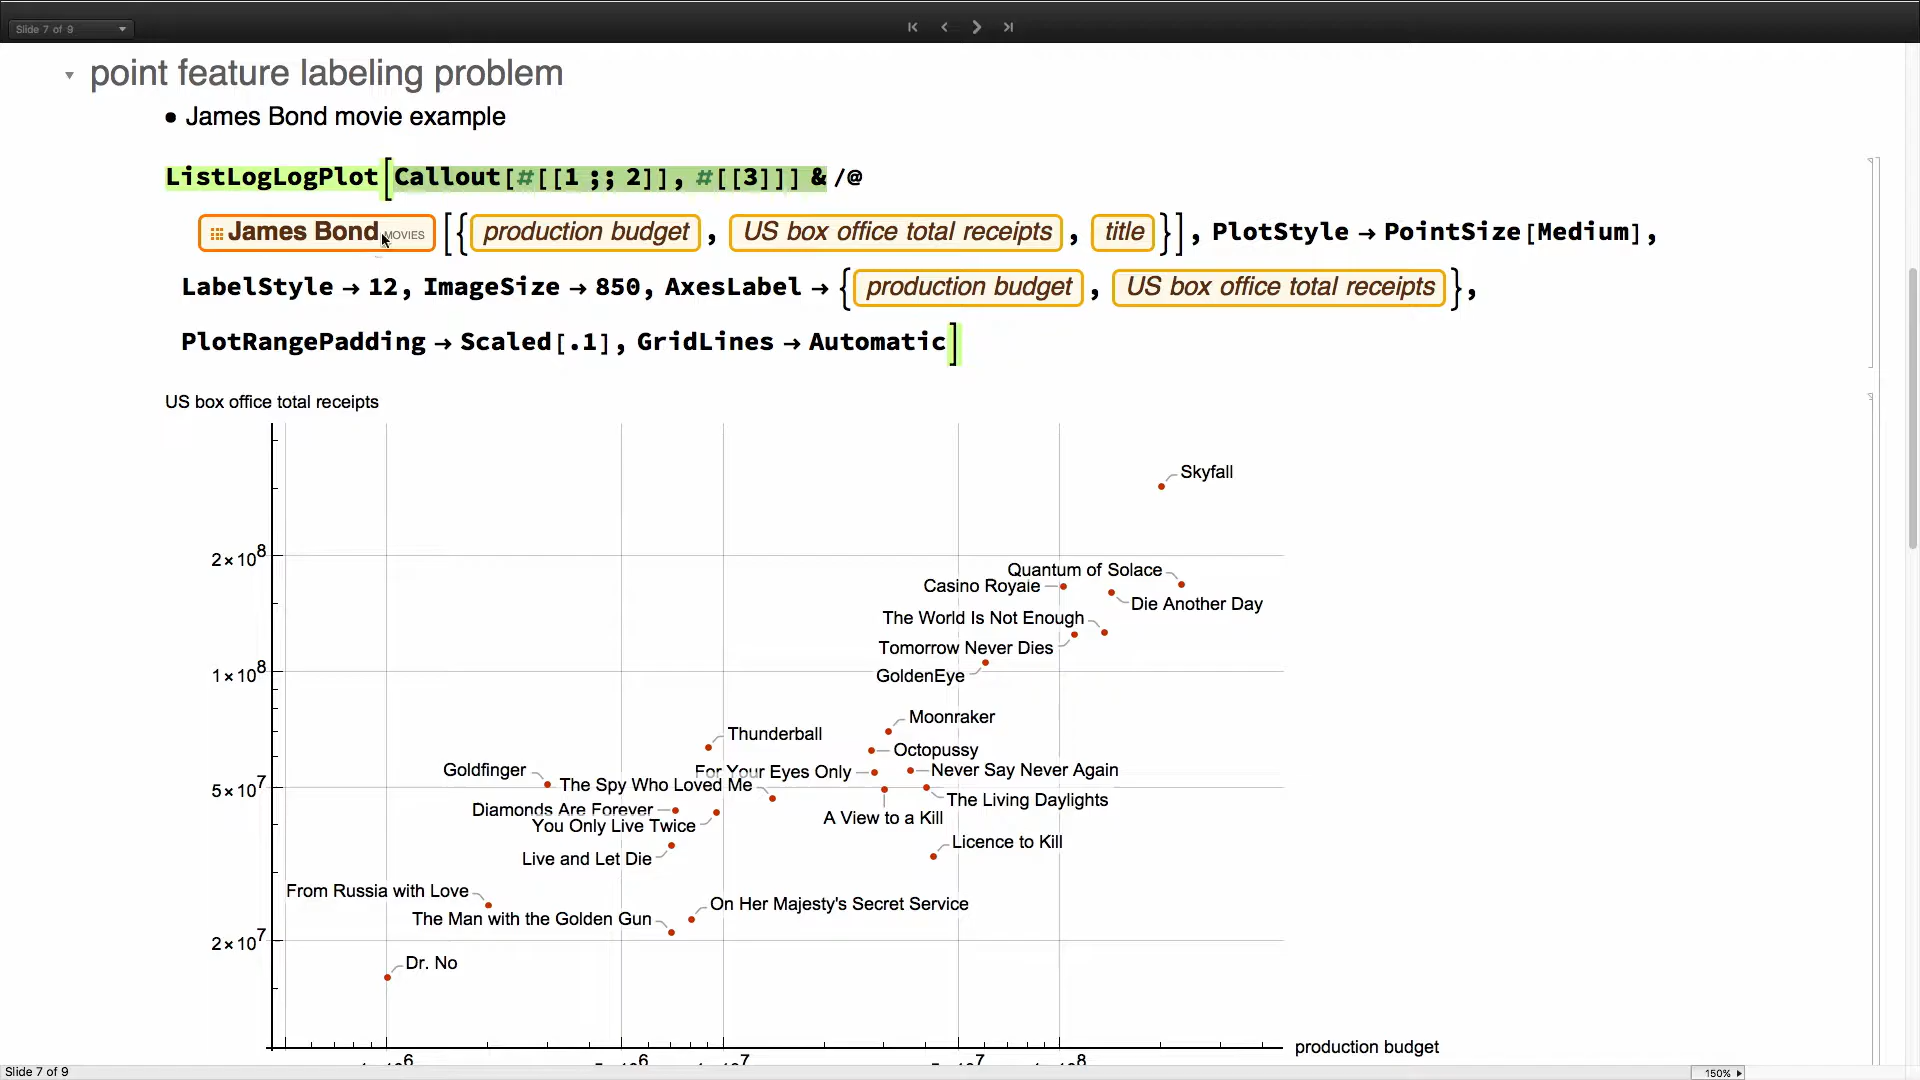 Slide 7 of 9
point feature labeling problem
• James Bond movie example
ListLogLogPlot[Callout[#[[1 ;; 2]], #[[3]]] & /@
James Bond MOVIES [{production budget, US box office total receipts, title}], PlotStyle → PointSize[Medium],
LabelStyle → 12, ImageSize → 850, AxesLabel → {production budget, US box office total receipts},
PlotRangePadding → Scaled[.1], GridLines → Automatic]
US box office total receipts
Skyfall
2×10^8
Quantum of Solace
Casino Royale
Die Another Day
The World Is Not Enough
Tomorrow Never Dies
1×10^8
GoldenEye
Moonraker
Thunderball
Octopussy
Goldfinger
For Your Eyes Only
Never Say Never Again
The Spy Who Loved Me
5×10^7
The Living Daylights
Diamonds Are Forever
A View to a Kill
You Only Live Twice
Licence to Kill
Live and Let Die
From Russia with Love
On Her Majesty's Secret Service
The Man with the Golden Gun
2×10^7
Dr. No
production budget
Slide 7 of 9
150%